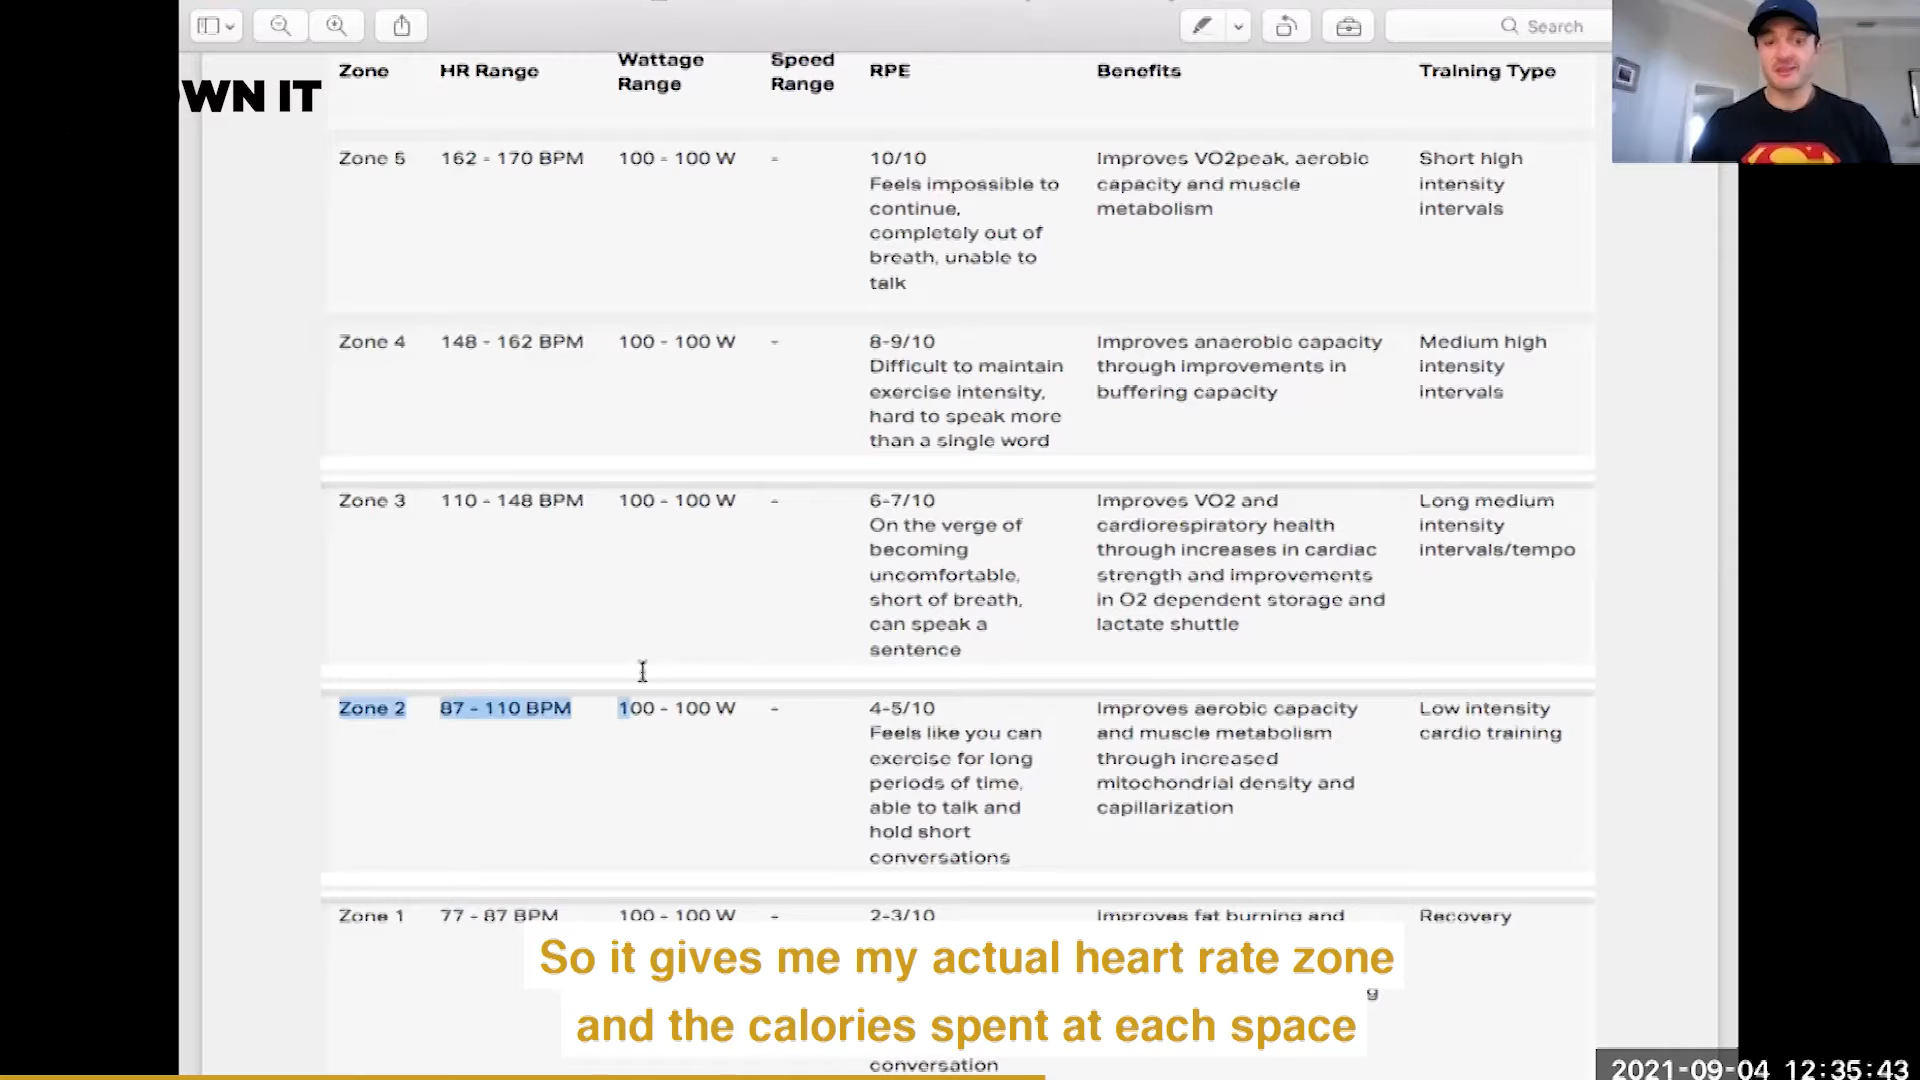 Search
WN IT
Zone HR Range Wattage Range Speed Range RPE Benefits Training Type
Zone 5 162 - 170 BPM 100 - 100 W - 10/10 Improves VO2peak, aerobic Short high
Feels impossible to capacity and muscle intensity
continue, metabolism intervals
completely out of
breath, unable to
talk
Zone 4 148 - 162 BPM 100 - 100 W - 8-9/10 Improves anaerobic capacity Medium high
Difficult to maintain through improvements in intensity
exercise intensity, buffering capacity intervals
hard to speak more
than a single word
Zone 3 110 - 148 BPM 100 - 100 W - 6-7/10 Improves VO2 and Long medium
On the verge of cardiorespiratory health intensity
becoming through increases in cardiac intervals/tempo
uncomfortable, strength and improvements
short of breath, in O2 dependent storage and
can speak a lactate shuttle
sentence
Zone 2 87 - 110 BPM 100 - 100 W - 4-5/10 Improves aerobic capacity Low intensity
Feels like you can and muscle metabolism cardio training
exercise for long through increased
periods of time, mitochondrial density and
able to talk and capillarization
hold short
conversations
Zone 1 77 - 87 BPM 100 - 100 W - 2-3/10 Improves fat burning and Recovery
So it gives me my actual heart rate zone
and the calories spent at each space
conversation
2021-09-04 12:35:43